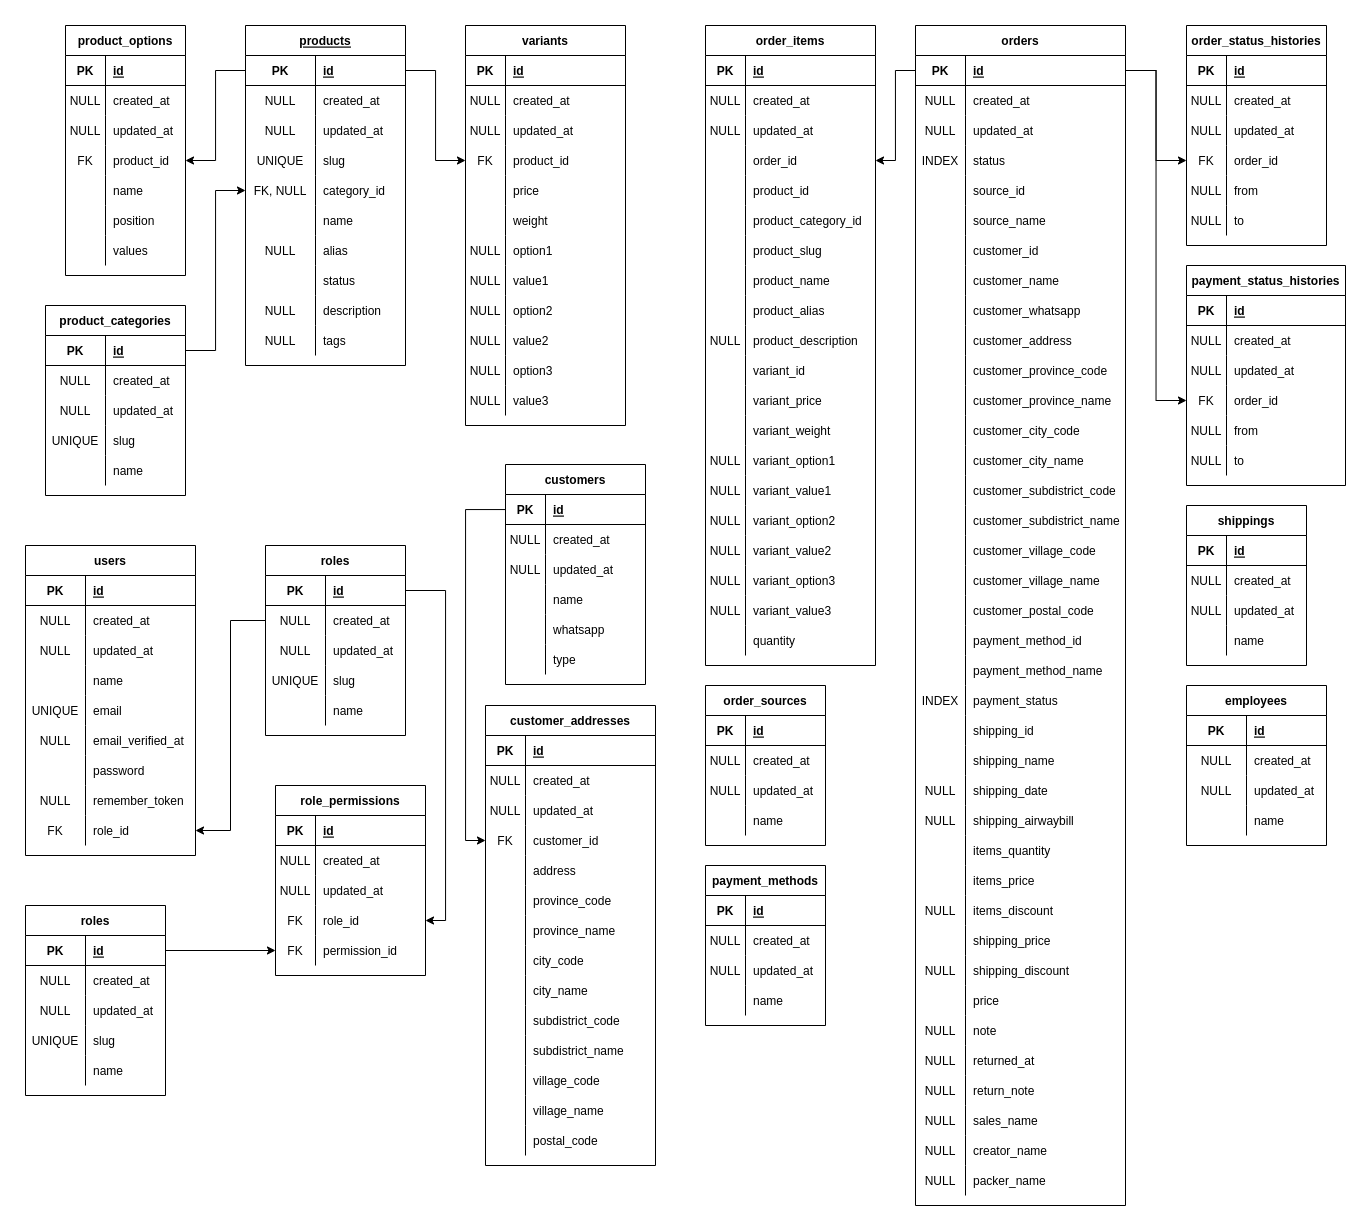 product_options
PK id
NULL created_at
NULL updated_at
FK product_id
name
position
values
products
PK id
NULL created_at
NULL updated_at
UNIQUE slug
FK, NULL category_id
name
NULL alias
status
NULL description
NULL tags
variants
PK id
NULL created_at
NULL updated_at
FK product_id
price
weight
NULL option1
NULL value1
NULL option2
NULL value2
NULL option3
NULL value3
order_items
PK id
NULL created_at
NULL updated_at
order_id
product_id
product_category_id
product_slug
product_name
product_alias
NULL product_description
variant_id
variant_price
variant_weight
NULL variant_option1
NULL variant_value1
NULL variant_option2
NULL variant_value2
NULL variant_option3
NULL variant_value3
quantity
orders
PK id
NULL created_at
NULL updated_at
INDEX status
source_id
source_name
customer_id
customer_name
customer_whatsapp
customer_address
customer_province_code
customer_province_name
customer_city_code
customer_city_name
customer_subdistrict_code
customer_subdistrict_name
customer_village_code
customer_village_name
customer_postal_code
payment_method_id
payment_method_name
INDEX payment_status
shipping_id
shipping_name
NULL shipping_date
NULL shipping_airwaybill
items_quantity
items_price
NULL items_discount
shipping_price
NULL shipping_discount
price
NULL note
NULL returned_at
NULL return_note
NULL sales_name
NULL creator_name
NULL packer_name
order_status_histories
PK id
NULL created_at
NULL updated_at
FK order_id
NULL from
NULL to
payment_status_histories
PK id
NULL created_at
NULL updated_at
FK order_id
NULL from
NULL to
product_categories
PK id
NULL created_at
NULL updated_at
UNIQUE slug
name
customers
PK id
NULL created_at
NULL updated_at
name
whatsapp
type
shippings
PK id
NULL created_at
NULL updated_at
name
users
PK id
NULL created_at
NULL updated_at
name
UNIQUE email
NULL email_verified_at
password
NULL remember_token
FK role_id
roles
PK id
NULL created_at
NULL updated_at
UNIQUE slug
name
customer_addresses
PK id
NULL created_at
NULL updated_at
FK customer_id
address
province_code
province_name
city_code
city_name
subdistrict_code
subdistrict_name
village_code
village_name
postal_code
order_sources
PK id
NULL created_at
NULL updated_at
name
employees
PK id
NULL created_at
NULL updated_at
name
role_permissions
PK id
NULL created_at
NULL updated_at
FK role_id
FK permission_id
payment_methods
PK id
NULL created_at
NULL updated_at
name
roles
PK id
NULL created_at
NULL updated_at
UNIQUE slug
name